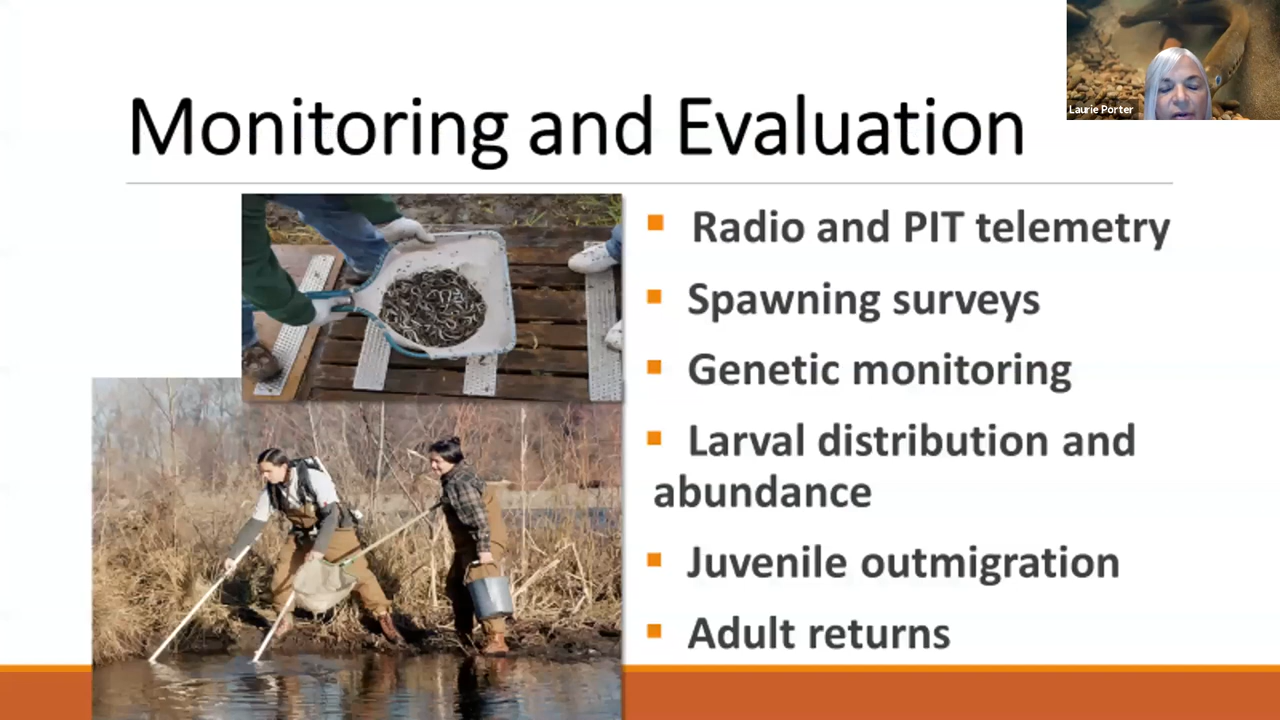 Laurie Porter
Monitoring and Evaluation
▪ Radio and PIT telemetry
▪ Spawning surveys
▪ Genetic monitoring
▪ Larval distribution and
abundance
▪ Juvenile outmigration
▪ Adult returns